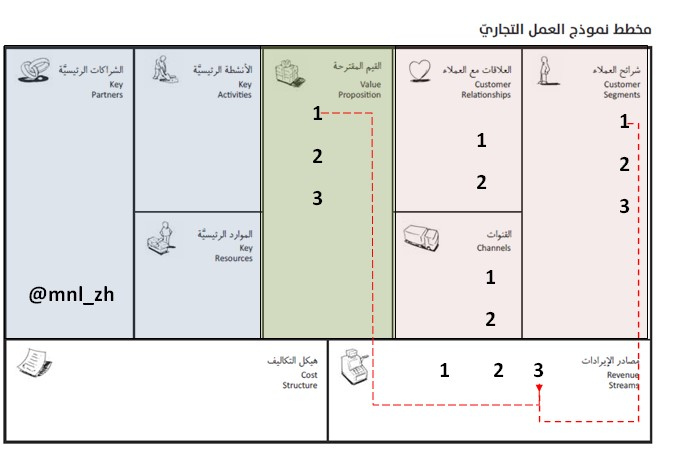 مخطط نموذج العمل التجاريّ
شرائح العملاء
Customer
Segments
1
2
3
العلاقات مع العملاء
Customer
Relationships
1
2
القنوات
Channels
1
2
القيم المقترحة
Value
Proposition
1
2
3
الأنشطة الرئيسيَّة
Key
Activities
الموارد الرئيسيَّة
Key
Resources
الشراكات الرئيسيَّة
Key
Partners
@mnl_zh
مصادر الإيرادات
Revenue
Streams
1 2 3
هيكل التكاليف
Cost
Structure